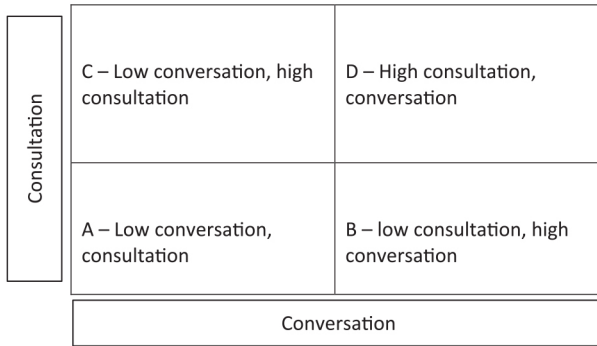 Consultation
C – Low conversation, high
consultation
D – High consultation,
conversation
A – Low conversation,
consultation
B – low consultation, high
conversation
Conversation